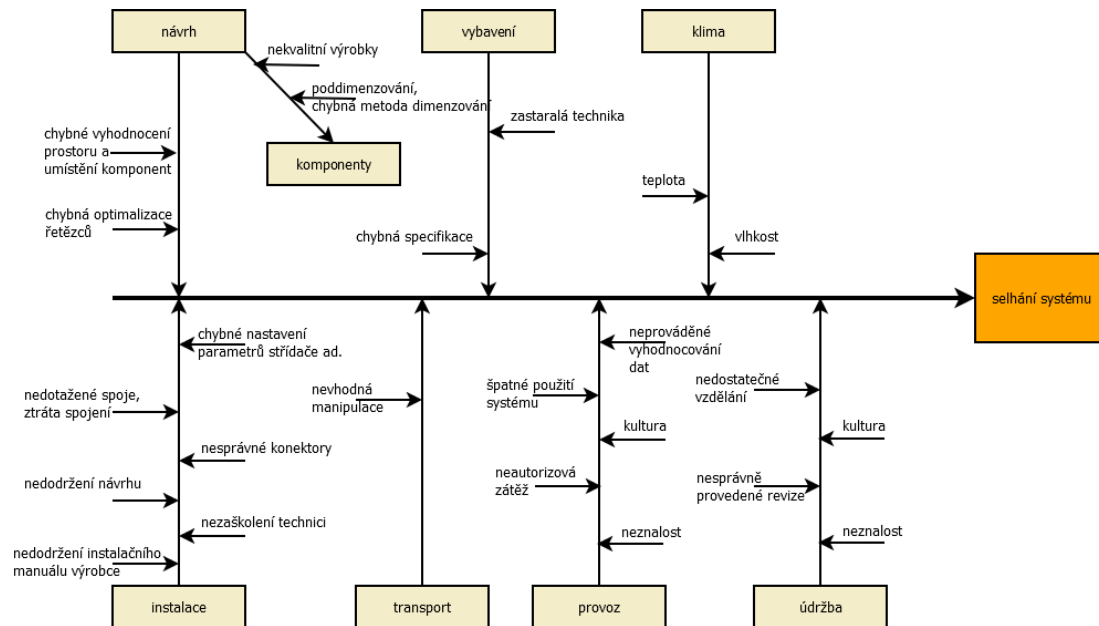 návrh
vybavení
klima
nekvalitní výrobky
poddimenzování,
chybná metoda dimenzování
zastaralá technika
chybné vyhodnocení
prostoru a
umístění komponent
komponenty
teplota
chybná optimalizace
řetězců
chybná specifikace
vlhkost
selhání systému
chybné nastavení
parametrů střídače ad.
neprováděné
vyhodnocování
dat
nedotažené spoje,
ztráta spojení
nevhodná
manipulace
špatné použití
systému
nedostatečné
vzdělání
kultura
kultura
nesprávné konektory
neautorizová
zátěž
nesprávně
provedené revize
nedodržení návrhu
nezaškolení technici
neznalost
neznalost
nedodržení instalačního
manuálu výrobce
instalace
transport
provoz
údržba